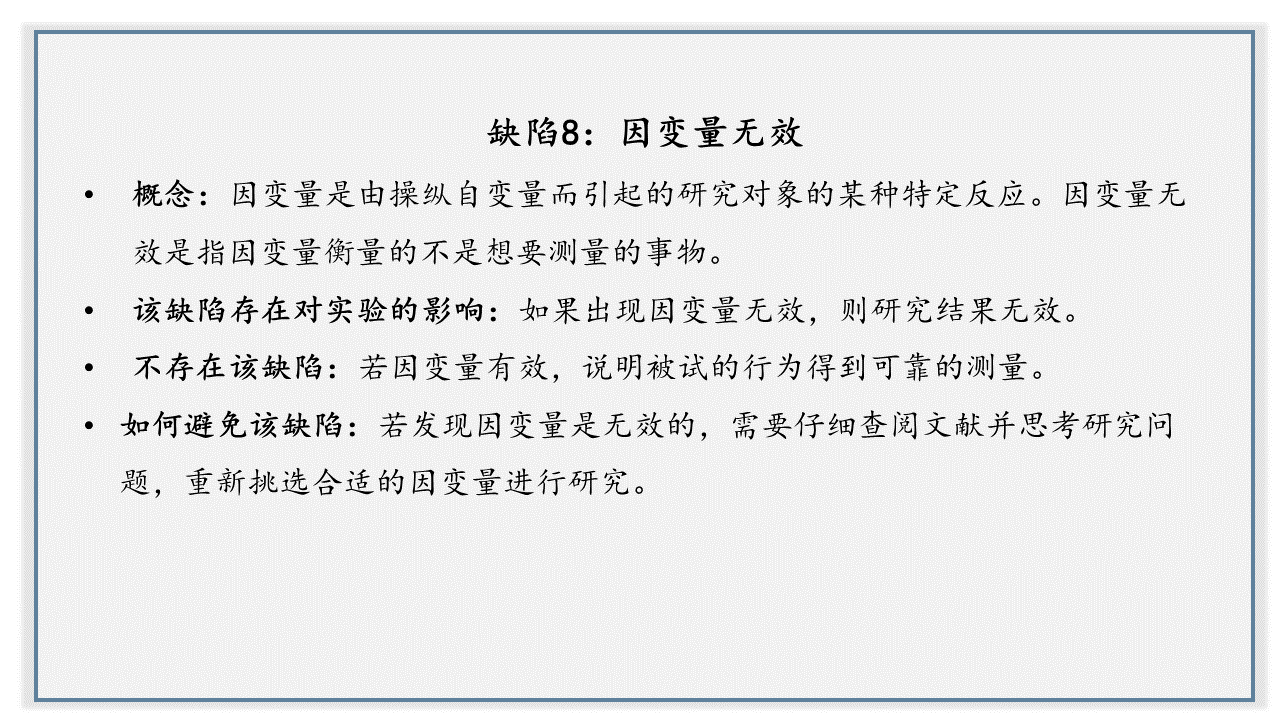 缺陷8：因变量无效
• 概念：因变量是由操纵自变量而引起的研究对象的某种特定反应。因变量无
效是指因变量衡量的不是想要测量的事物。
• 该缺陷存在对实验的影响：如果出现因变量无效，则研究结果无效。
• 不存在该缺陷：若因变量有效，说明被试的行为得到可靠的测量。
• 如何避免该缺陷：若发现因变量是无效的，需要仔细查阅文献并思考研究问
题，重新挑选合适的因变量进行研究。